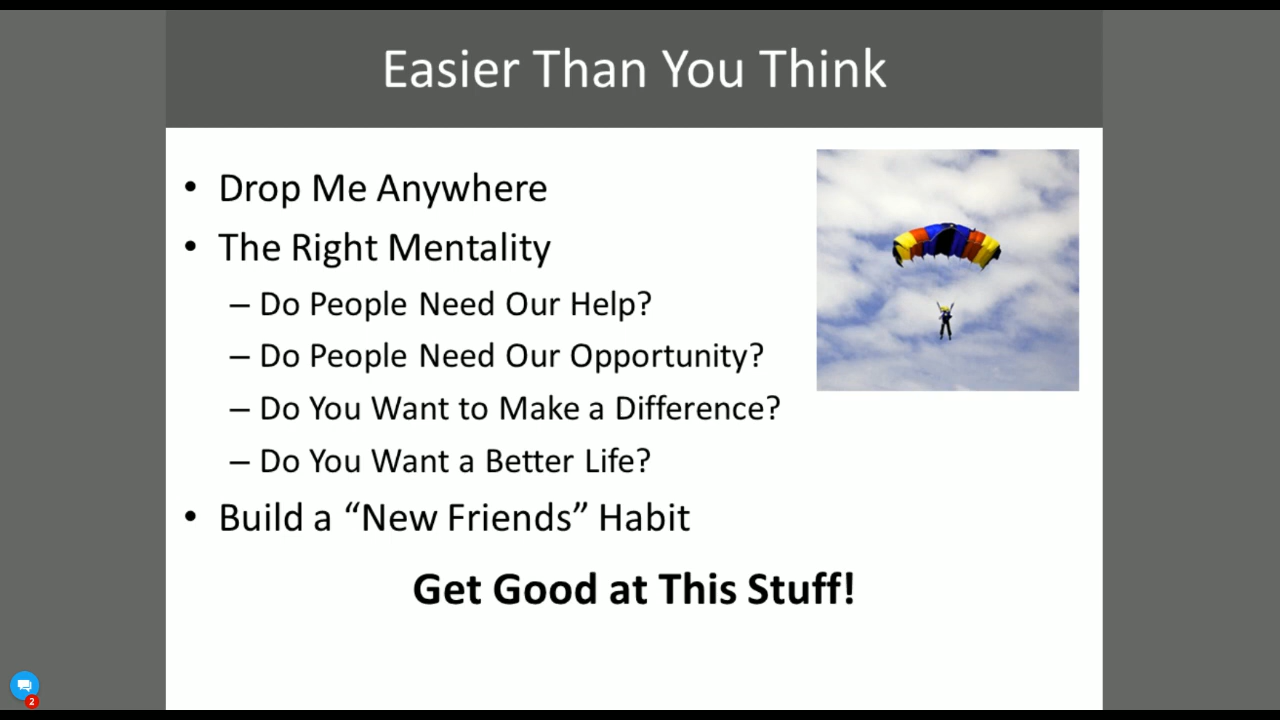 Easier Than You Think
• Drop Me Anywhere
• The Right Mentality
– Do People Need Our Help?
– Do People Need Our Opportunity?
– Do You Want to Make a Difference?
– Do You Want a Better Life?
• Build a “New Friends” Habit
Get Good at This Stuff!
2